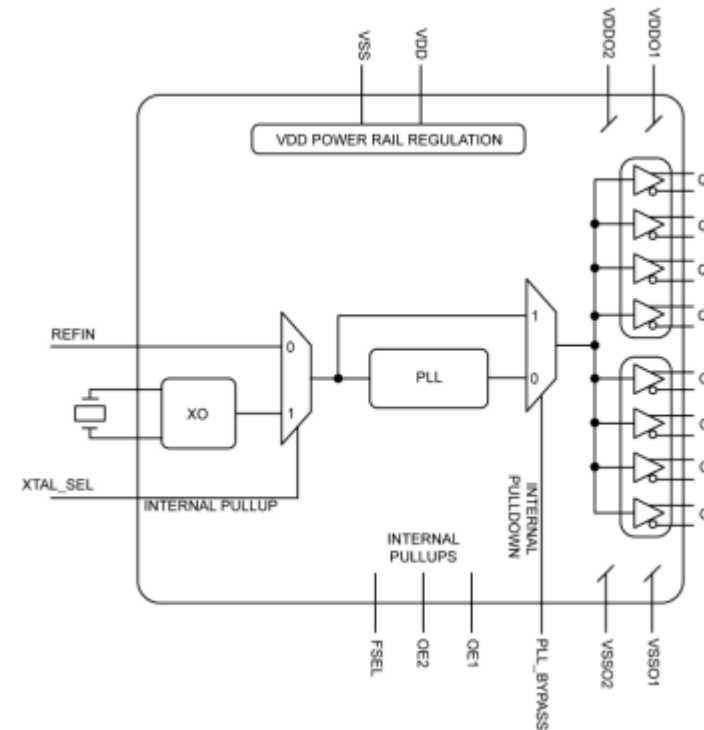 VSS
VDD
VDDO2
VDDO1
VDD POWER RAIL REGULATION
REFIN
0
1
XO
1
0
PLL
XTAL_SEL
INTERNAL PULLUP
INTERNAL
PULLDOWN
INTERNAL
PULLUPS
FSEL
OE2
OE1
PLL_BYPASS
VSSO2
VSSO1